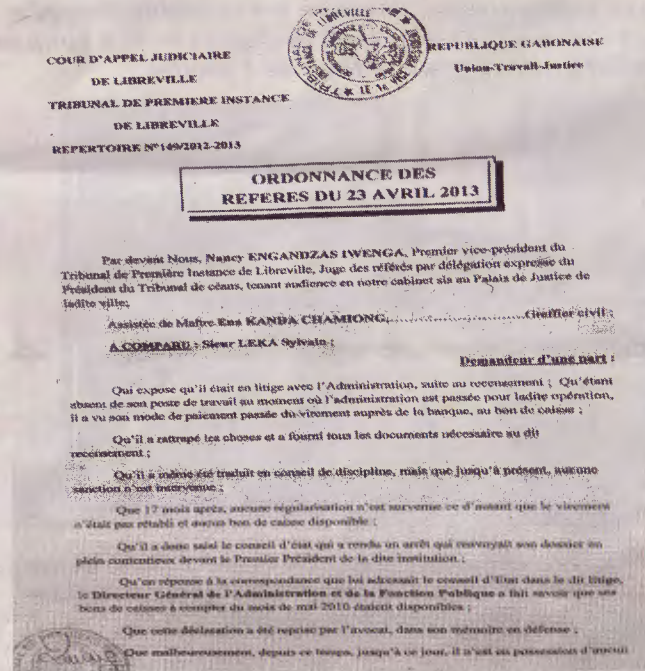 COUR D'APPEL JUDICIAIRE
DE LIBREVILLE
TRIBUNAL DE PREMIERE INSTANCE
DE LIBREVILLE
REPERTOIRE N°149/2012-2013
REPUBLIQUE GABONAISE
Union-Travail-Justice
ORDONNANCE DES
REFERES DU 23 AVRIL 2013
Par devant Nous, Nancy ENGANDZAS IWENGA, Premier vice-président du
Tribunal de Première Instance de Libreville, Juge des référés par délégation expresse du
Président du Tribunal de céans, tenant audience en notre cabinet sis au Palais de Justice de
ladite ville;
Assistée de Maître Ena KANDA CHAMIONG,..............................Greffier civil ;
A COMPARU : Sieur LEKA Sylvain ;
Demandeur d'une part ;
Qui expose qu'il était en litige avec l'Administration, suite au recensement ; Qu'étant
absent de son poste de travail au moment où l'administration est passée pour ladite opération,
il a vu son mode de paiement passée du virement auprès de la banque, au bon de caisse ;
Qu'il a rattrapé les choses et a fourni tous les documents nécessaire au dit
recensement ;
Qu'il a même été traduit en conseil de discipline, mais que jusqu'à présent, aucune
sanction n'est intervenue ;
Que 17 mois après, aucune régularisation n'est survenue ce d'autant que le virement
n'était pas rétabli et aucun bon de caisse disponible ;
Qu'il a donc saisi le conseil d'état qui a rendu un arrêt qui renvoyait son dossier en
plein contentieux devant le Premier Président de la dite institution ;
Qu'en réponse à la correspondance que lui adressait le conseil d'Etat dans le dit litige,
le Directeur Général de l'Administration et de la Fonction Publique a fait savoir que ses
bons de caisses à compter du mois de mai 2010 étaient disponibles ;
Que cette déclaration a été reprise par l'avocat, dans son mémoire en défense ;
Que malheureusement, depuis ce temps, jusqu'à ce jour, il n'est en possession d'aucun